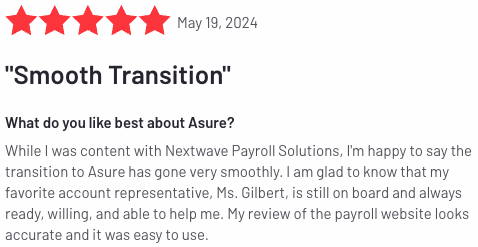 May 19, 2024
"Smooth Transition"
What do you like best about Asure?
While I was content with Nextwave Payroll Solutions, I'm happy to say the
transition to Asure has gone very smoothly. I am glad to know that my
favorite account representative, Ms. Gilbert, is still on board and always
ready, willing, and able to help me. My review of the payroll website looks
accurate and it was easy to use.